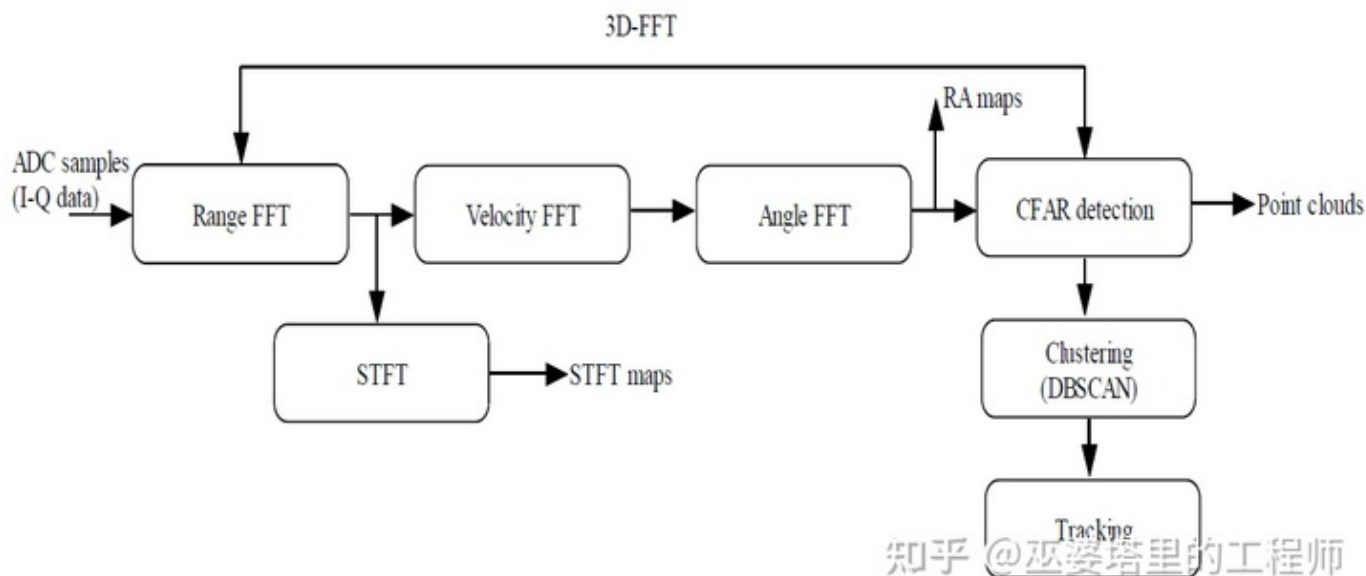 3D-FFT
RA maps
ADC samples
(I-Q data)
Range FFT
Velocity FFT
Angle FFT
CFAR detection
Point clouds
STFT
STFT maps
Clustering
(DBSCAN)
Tracking
知乎 @巫婆塔里的工程师